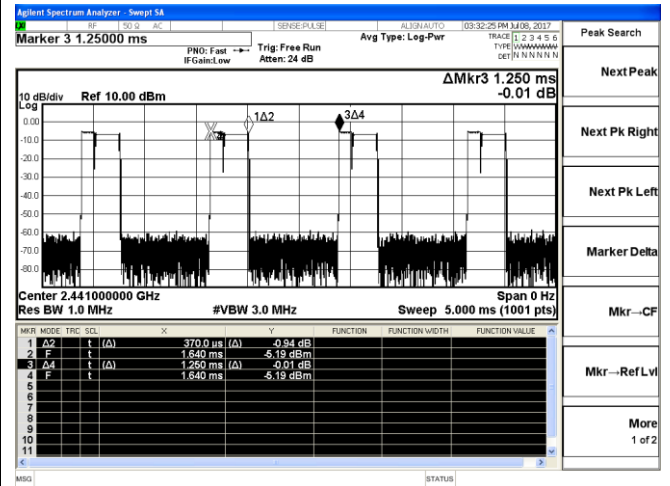 Agilent Spectrum Analyzer - Swept SA
RF 50 Ω AC SENSE:PULSE ALIGNAUTO 03:32:25 PM Jul 08, 2017
Marker 3 1.25000 ms
PNO: Fast
IFGain:Low
Trig: Free Run
Atten: 24 dB
Avg Type: Log-Pwr
TRACE 1 2 3 4 5 6
TYPE WWWWWW
DET N N N N N N
Peak Search
ΔMkr3 1.250 ms
-0.01 dB
10 dB/div Ref 10.00 dBm
Log
1Δ2
3Δ4
0.00
-10.0
-20.0
-30.0
-40.0
-50.0
-60.0
-70.0
-80.0
Center 2.441000000 GHz Span 0 Hz
Res BW 1.0 MHz #VBW 3.0 MHz Sweep 5.000 ms (1001 pts)
MKR MODE TRC SCL X Y FUNCTION FUNCTION WIDTH FUNCTION VALUE
1 Δ2 t (Δ) 370.0 µs (Δ) -0.94 dB
2 F t 1.640 ms -5.19 dBm
3 Δ4 t (Δ) 1.250 ms (Δ) -0.01 dB
4 F t 1.640 ms -5.19 dBm
5
6
7
8
9
10
11
MSG STATUS
Next Peak
Next Pk Right
Next Pk Left
Marker Delta
Mkr→CF
Mkr→Ref Lvl
More
1 of 2